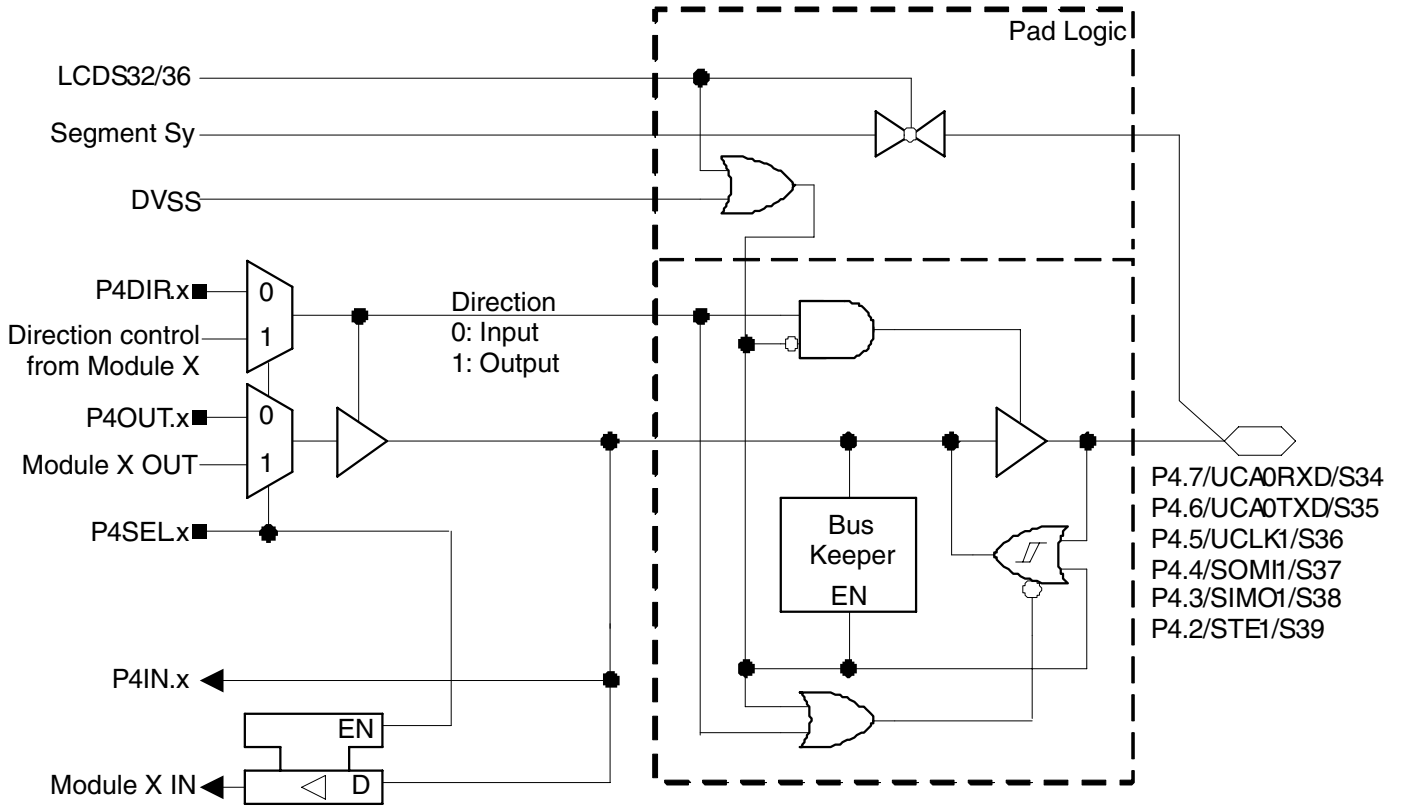 Pad Logic
LCDS32/36
Segment Sy
DVSS
P4DIR.x
0
Direction control
from Module X
1
Direction
0: Input
1: Output
P4OUT.x
0
Module X OUT
1
P4SEL.x
Bus
Keeper
EN
P4.7/UCA0RXD/S34
P4.6/UCA0TXD/S35
P4.5/UCLK1/S36
P4.4/SOMI1/S37
P4.3/SIMO1/S38
P4.2/STE1/S39
P4IN.x
EN
Module X IN
D